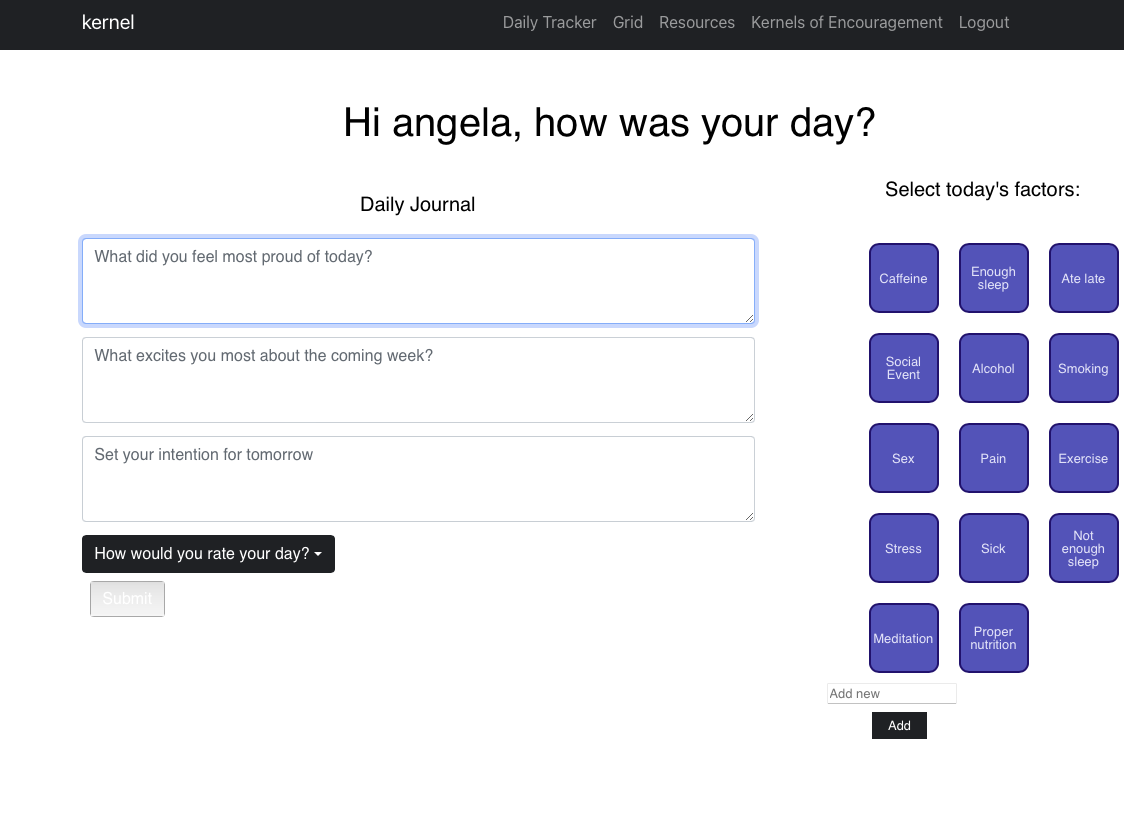 kernel
Daily Tracker Grid Resources Kernels of Encouragement Logout
Hi angela, how was your day?
Daily Journal
What did you feel most proud of today?
What excites you most about the coming week?
Set your intention for tomorrow
How would you rate your day?
Submit
Select today's factors:
Caffeine
Enough
sleep
Ate late
Social
Event
Alcohol
Smoking
Sex
Pain
Exercise
Stress
Sick
Not
enough
sleep
Meditation
Proper
nutrition
Add new
Add